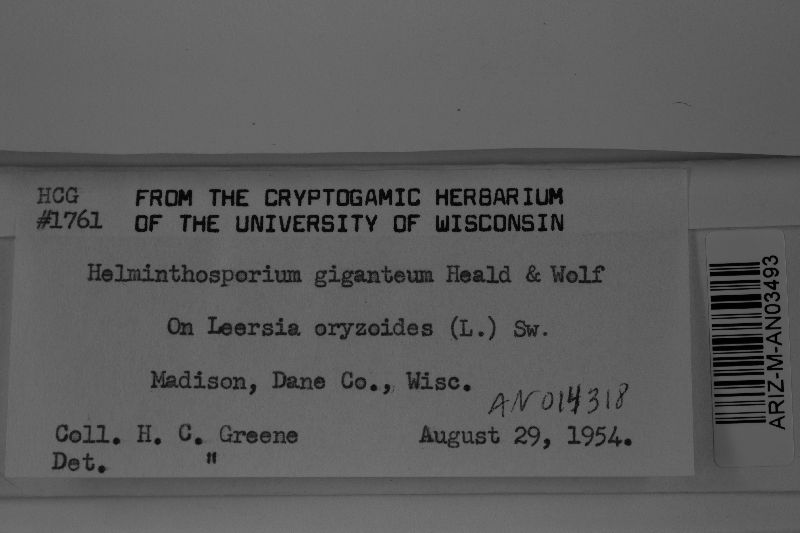 HCG FROM THE CRYPTOGAMIC HERBARIUM
#1761 OF THE UNIVERSITY OF WISCONSIN
Helminthosporium giganteum Heald & Wolf
On Leersia oryzoides (L.) Sw.
Madison, Dane Co., Wisc.
AN014318
Coll. H. C. Greene August 29, 1954.
Det. "
ARIZ-M-AN03493